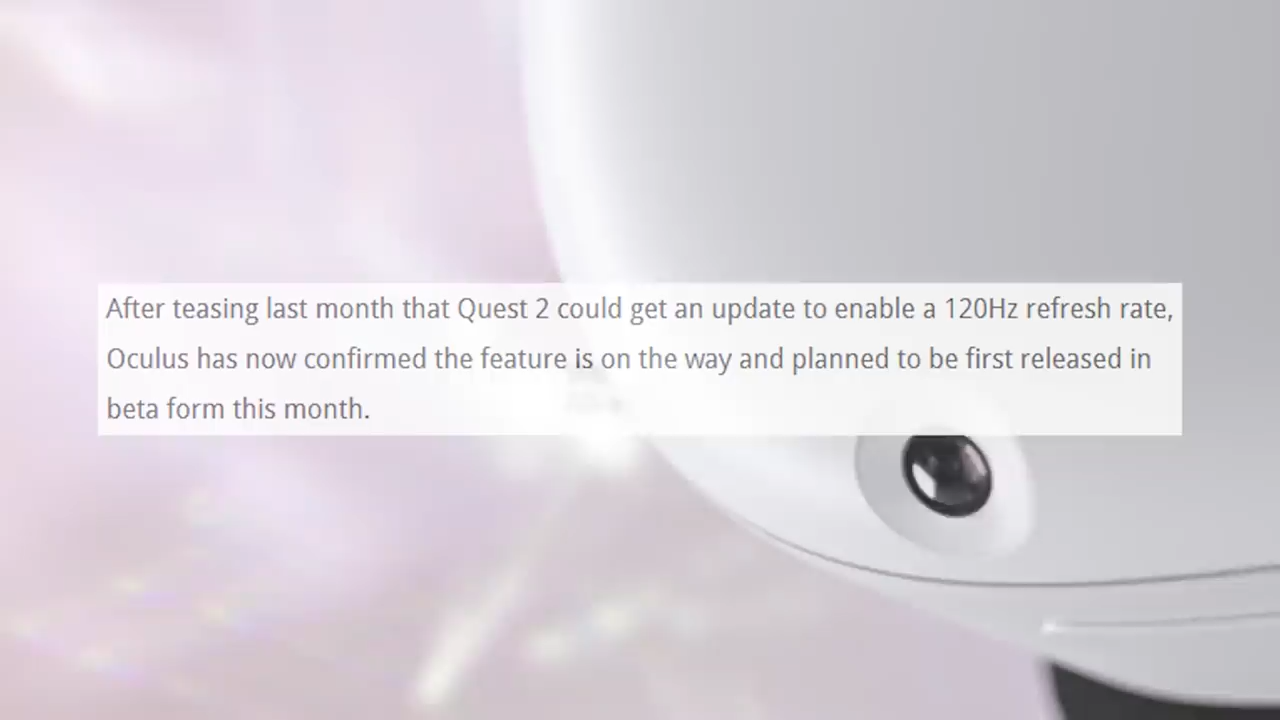 After teasing last month that Quest 2 could get an update to enable a 120Hz refresh rate,
Oculus has now confirmed the feature is on the way and planned to be first released in
beta form this month.